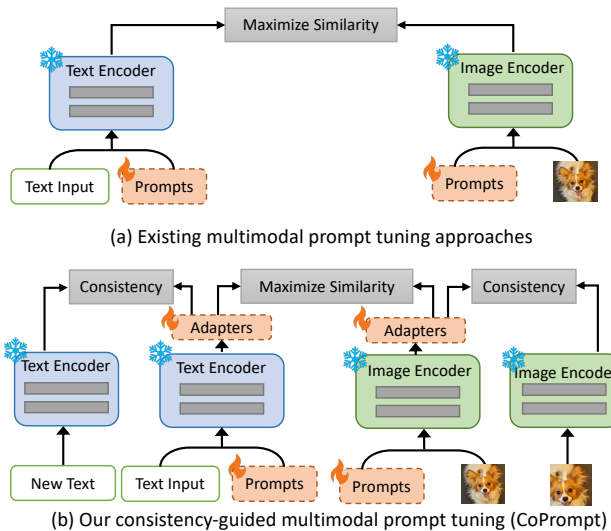 Maximize Similarity
Text Encoder
Image Encoder
Text Input
Prompts
Prompts
(a) Existing multimodal prompt tuning approaches
Consistency
Maximize Similarity
Consistency
Adapters
Adapters
Text Encoder
Text Encoder
Image Encoder
Image Encoder
New Text
Text Input
Prompts
Prompts
(b) Our consistency-guided multimodal prompt tuning (CoPrompt)